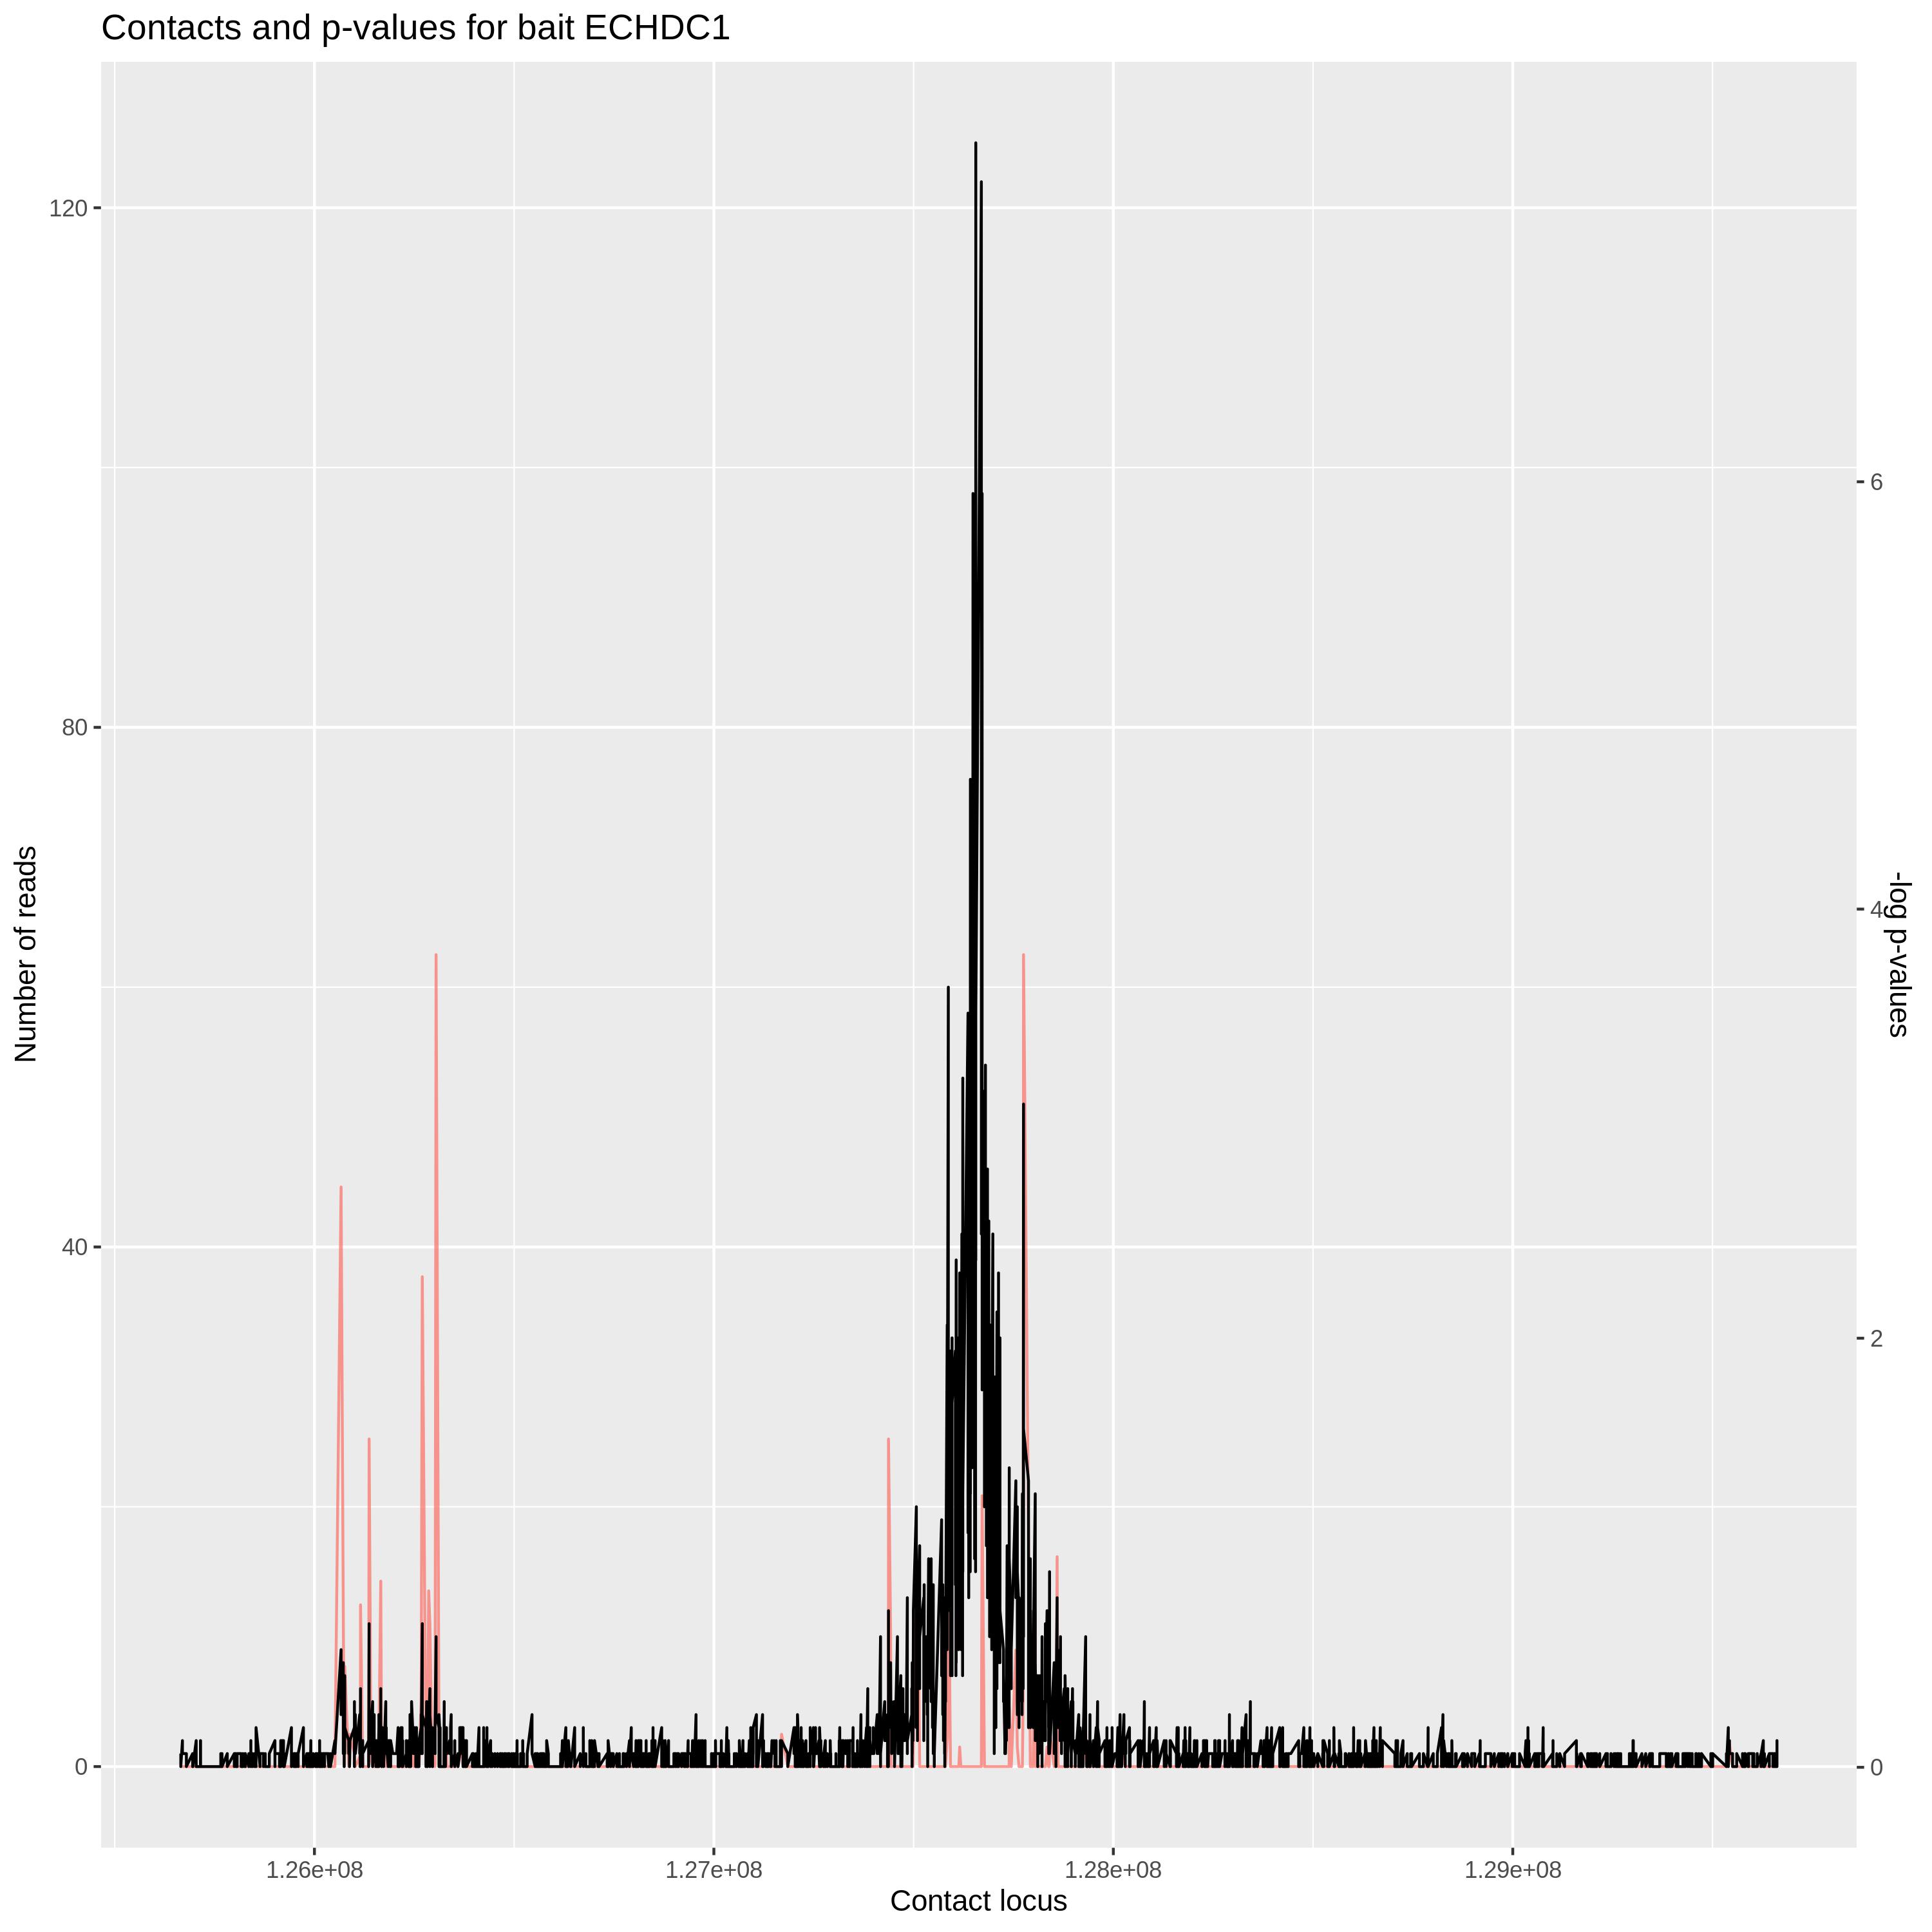 Contacts and p-values for bait ECHDC1
120
80
40
0
Number of reads
6
4
2
0
-log p-values
1.26e+08
1.27e+08
1.28e+08
1.29e+08
Contact locus